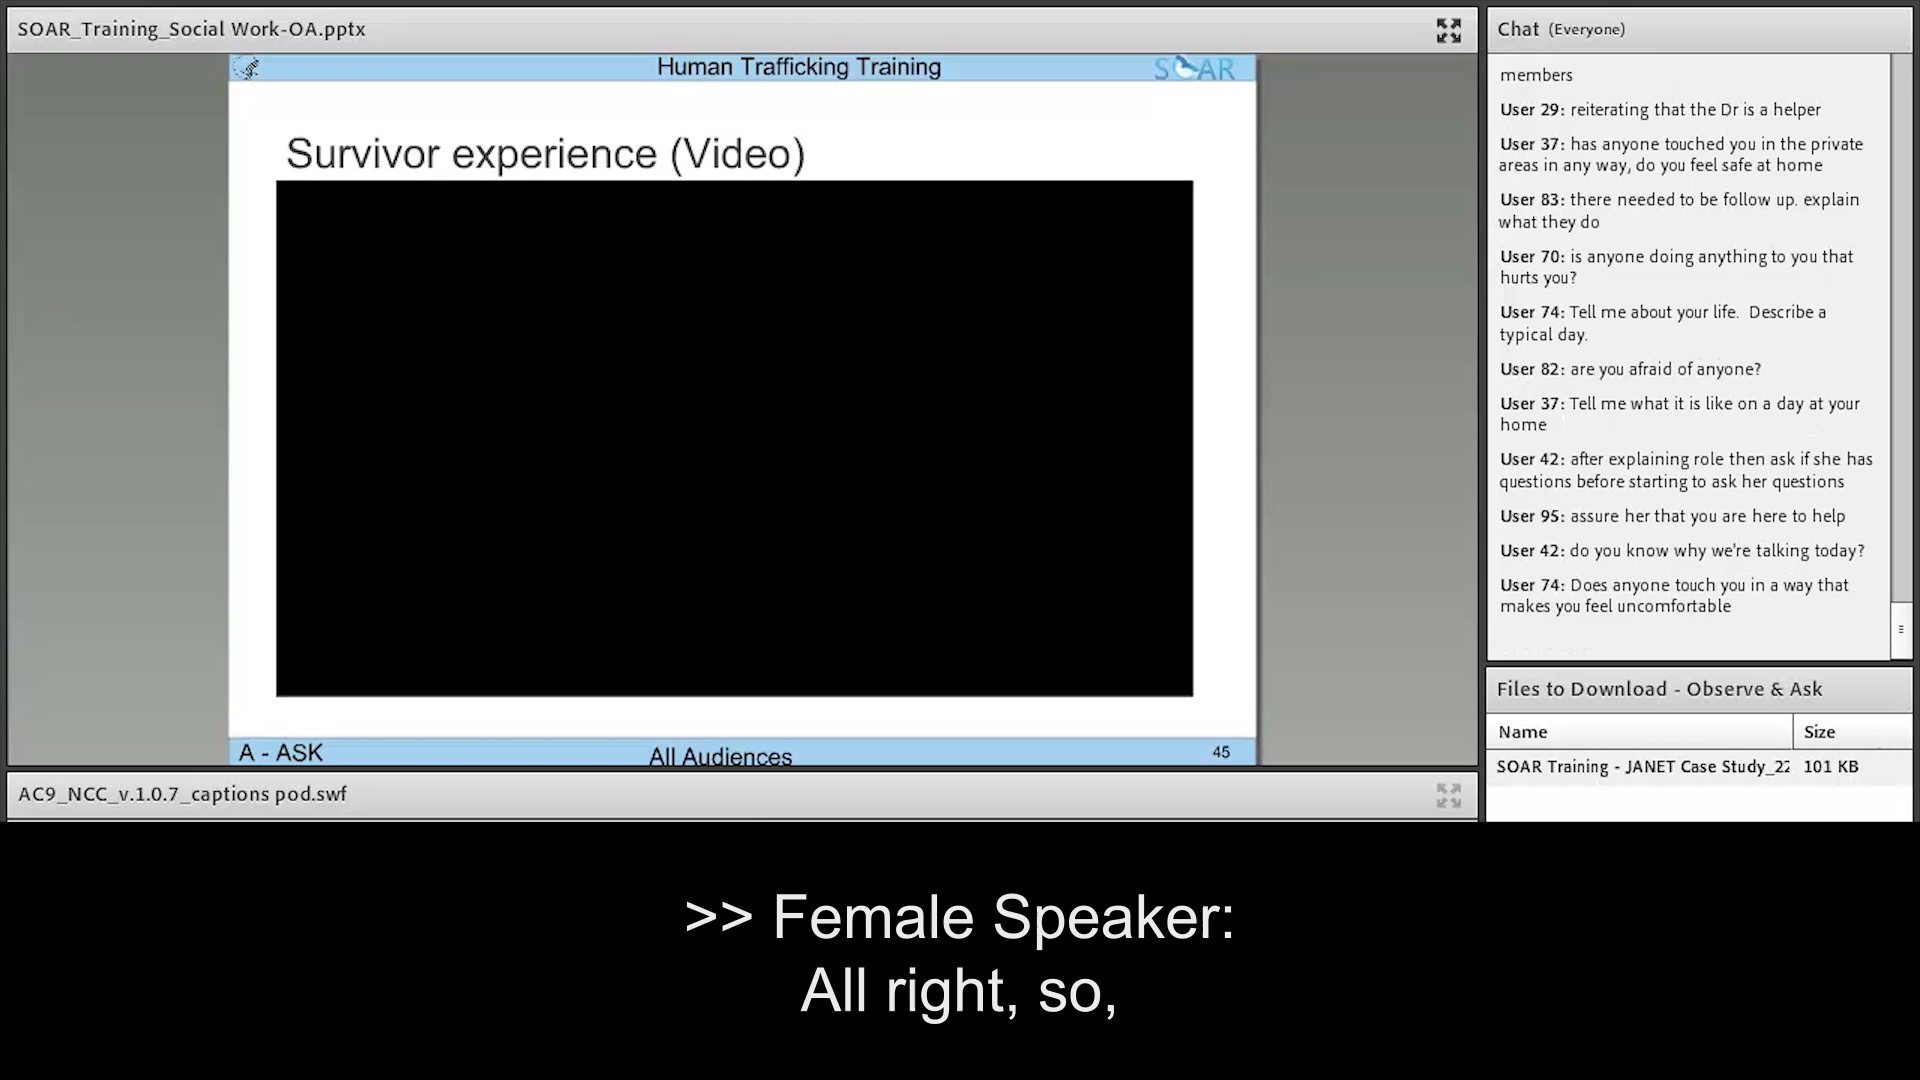 SOAR_Training_Social Work-OA.pptx
Human Trafficking Training
SOAR
Survivor experience (Video)
A - ASK
All Audiences
45
AC9_NCC_v.1.0.7_captions pod.swf
>> Female Speaker:
All right, so,
Chat (Everyone)
members
User 29: reiterating that the Dr is a helper
User 37: has anyone touched you in the private
areas in any way, do you feel safe at home
User 83: there needed to be follow up. explain
what they do
User 70: is anyone doing anything to you that
hurts you?
User 74: Tell me about your life.  Describe a
typical day.
User 82: are you afraid of anyone?
User 37: Tell me what it is like on a day at your
home
User 42: after explaining role then ask if she has
questions before starting to ask her questions
User 95: assure her that you are here to help
User 42: do you know why we're talking today?
User 74: Does anyone touch you in a way that
makes you feel uncomfortable
Files to Download - Observe & Ask
Name Size
SOAR Training - JANET Case Study_22 101 KB